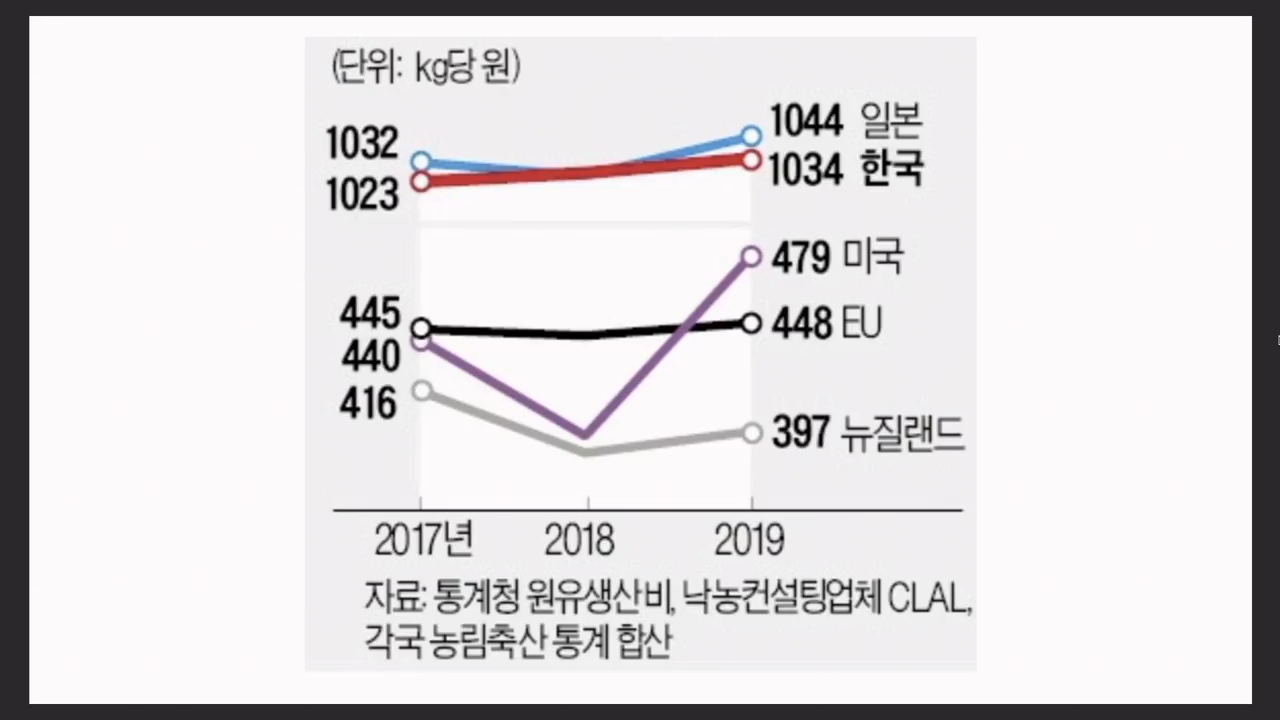 (단위: kg당 원)
1032
1023
1044 일본
1034 한국
445
440
416
479 미국
448 EU
397 뉴질랜드
2017년 2018 2019
자료: 통계청 원유생산비, 낙농컨설팅업체 CLAL,
각국 농림축산 통계 합산